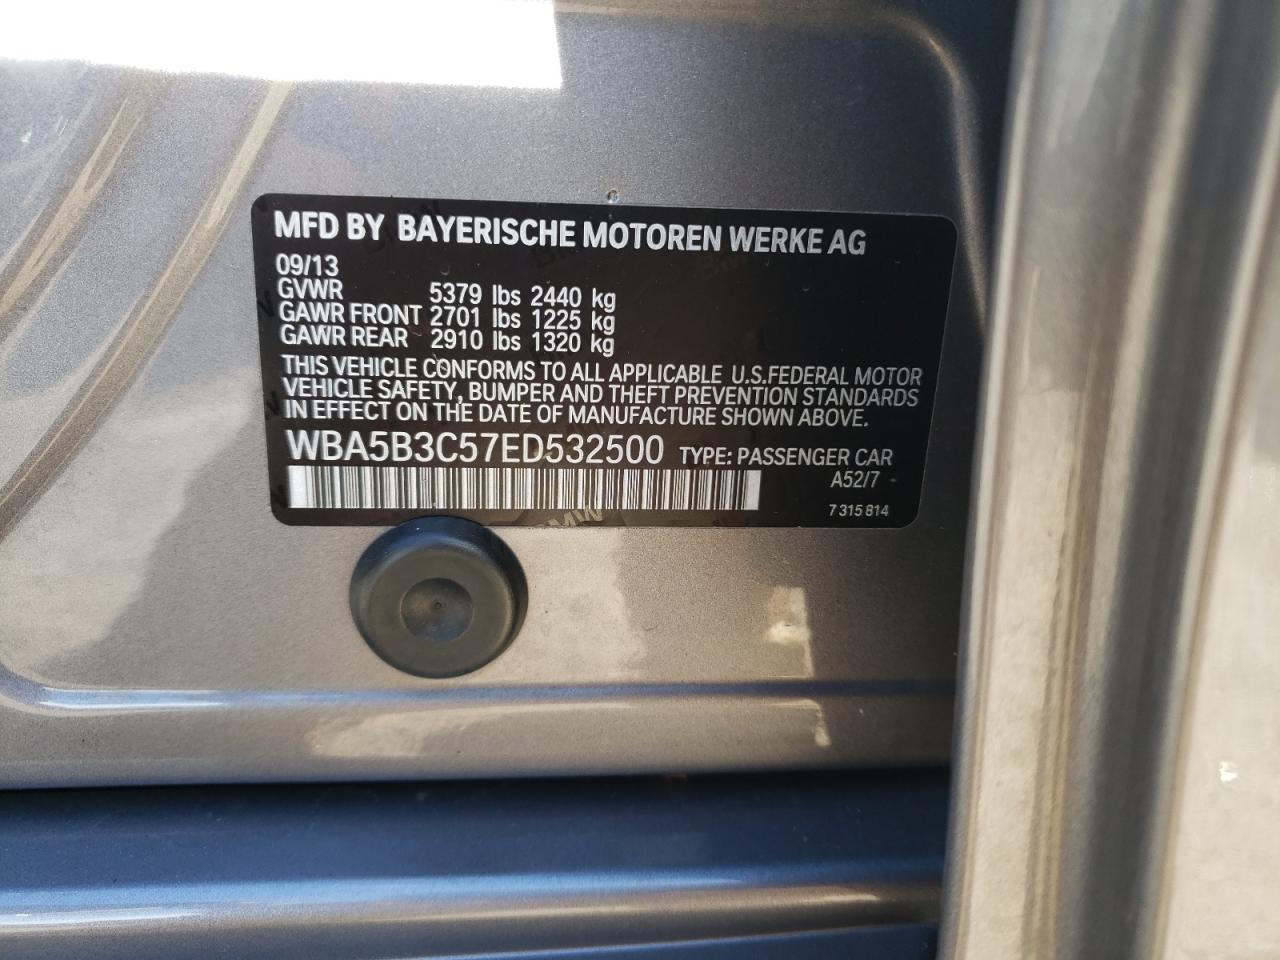 MFD BY BAYERISCHE MOTOREN WERKE AG
09/13
GVWR 5379 lbs 2440 kg
GAWR FRONT 2701 lbs 1225 kg
GAWR REAR 2910 lbs 1320 kg
THIS VEHICLE CONFORMS TO ALL APPLICABLE U.S.FEDERAL MOTOR
VEHICLE SAFETY, BUMPER AND THEFT PREVENTION STANDARDS
IN EFFECT ON THE DATE OF MANUFACTURE SHOWN ABOVE.
WBA5B3C57ED532500 TYPE: PASSENGER CAR
A52/7
7 315 814